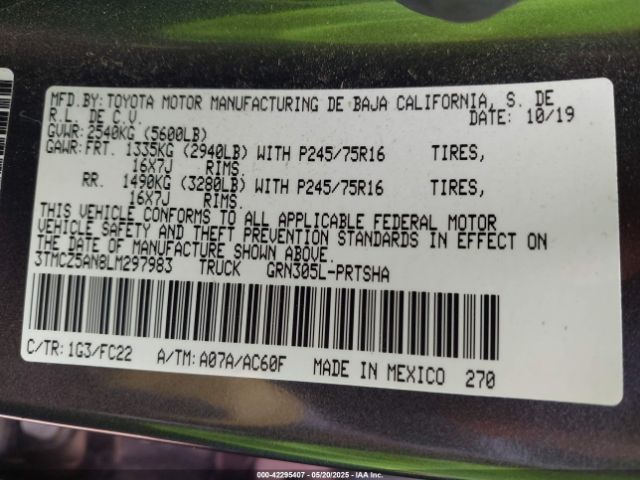 MFD.BY: TOYOTA MOTOR MANUFACTURING DE BAJA CALIFORNIA, S. DE
R.L. DE C.V. DATE: 10/19
GVWR: 2540KG (5600LB)
GAWR: FRT. 1335KG (2940LB) WITH P245/75R16 TIRES,
16X7J RIMS.
RR. 1490KG (3280LB) WITH P245/75R16 TIRES,
16X7J RIMS.
THIS VEHICLE CONFORMS TO ALL APPLICABLE FEDERAL MOTOR
VEHICLE SAFETY AND THEFT PREVENTION STANDARDS IN EFFECT ON
THE DATE OF MANUFACTURE SHOWN ABOVE.
3TMCZ5AN8LM297983 TRUCK GRN305L-PRTSHA
C/TR: 1G3/FC22 A/TM: A07A/AC60F MADE IN MEXICO 270
000-42295407 - 05/20/2025 - IAAI.CA